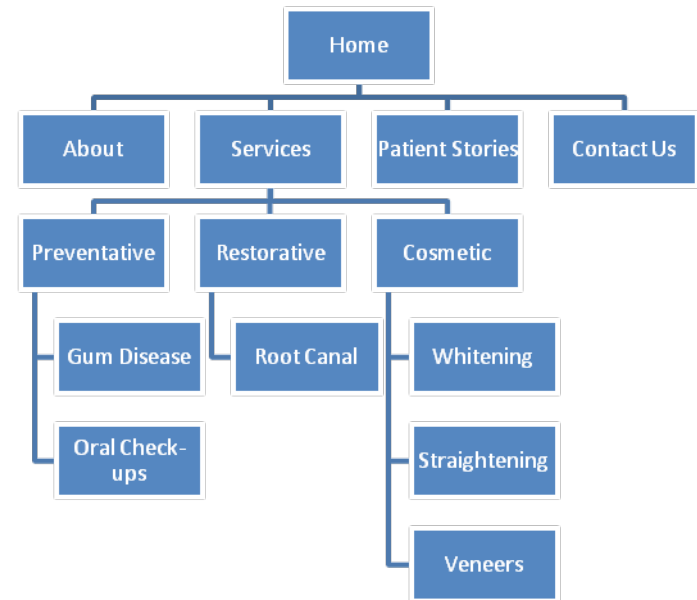 Home
About
Services
Patient Stories
Contact Us
Preventative
Restorative
Cosmetic
Gum Disease
Root Canal
Whitening
Oral Check-
ups
Straightening
Veneers